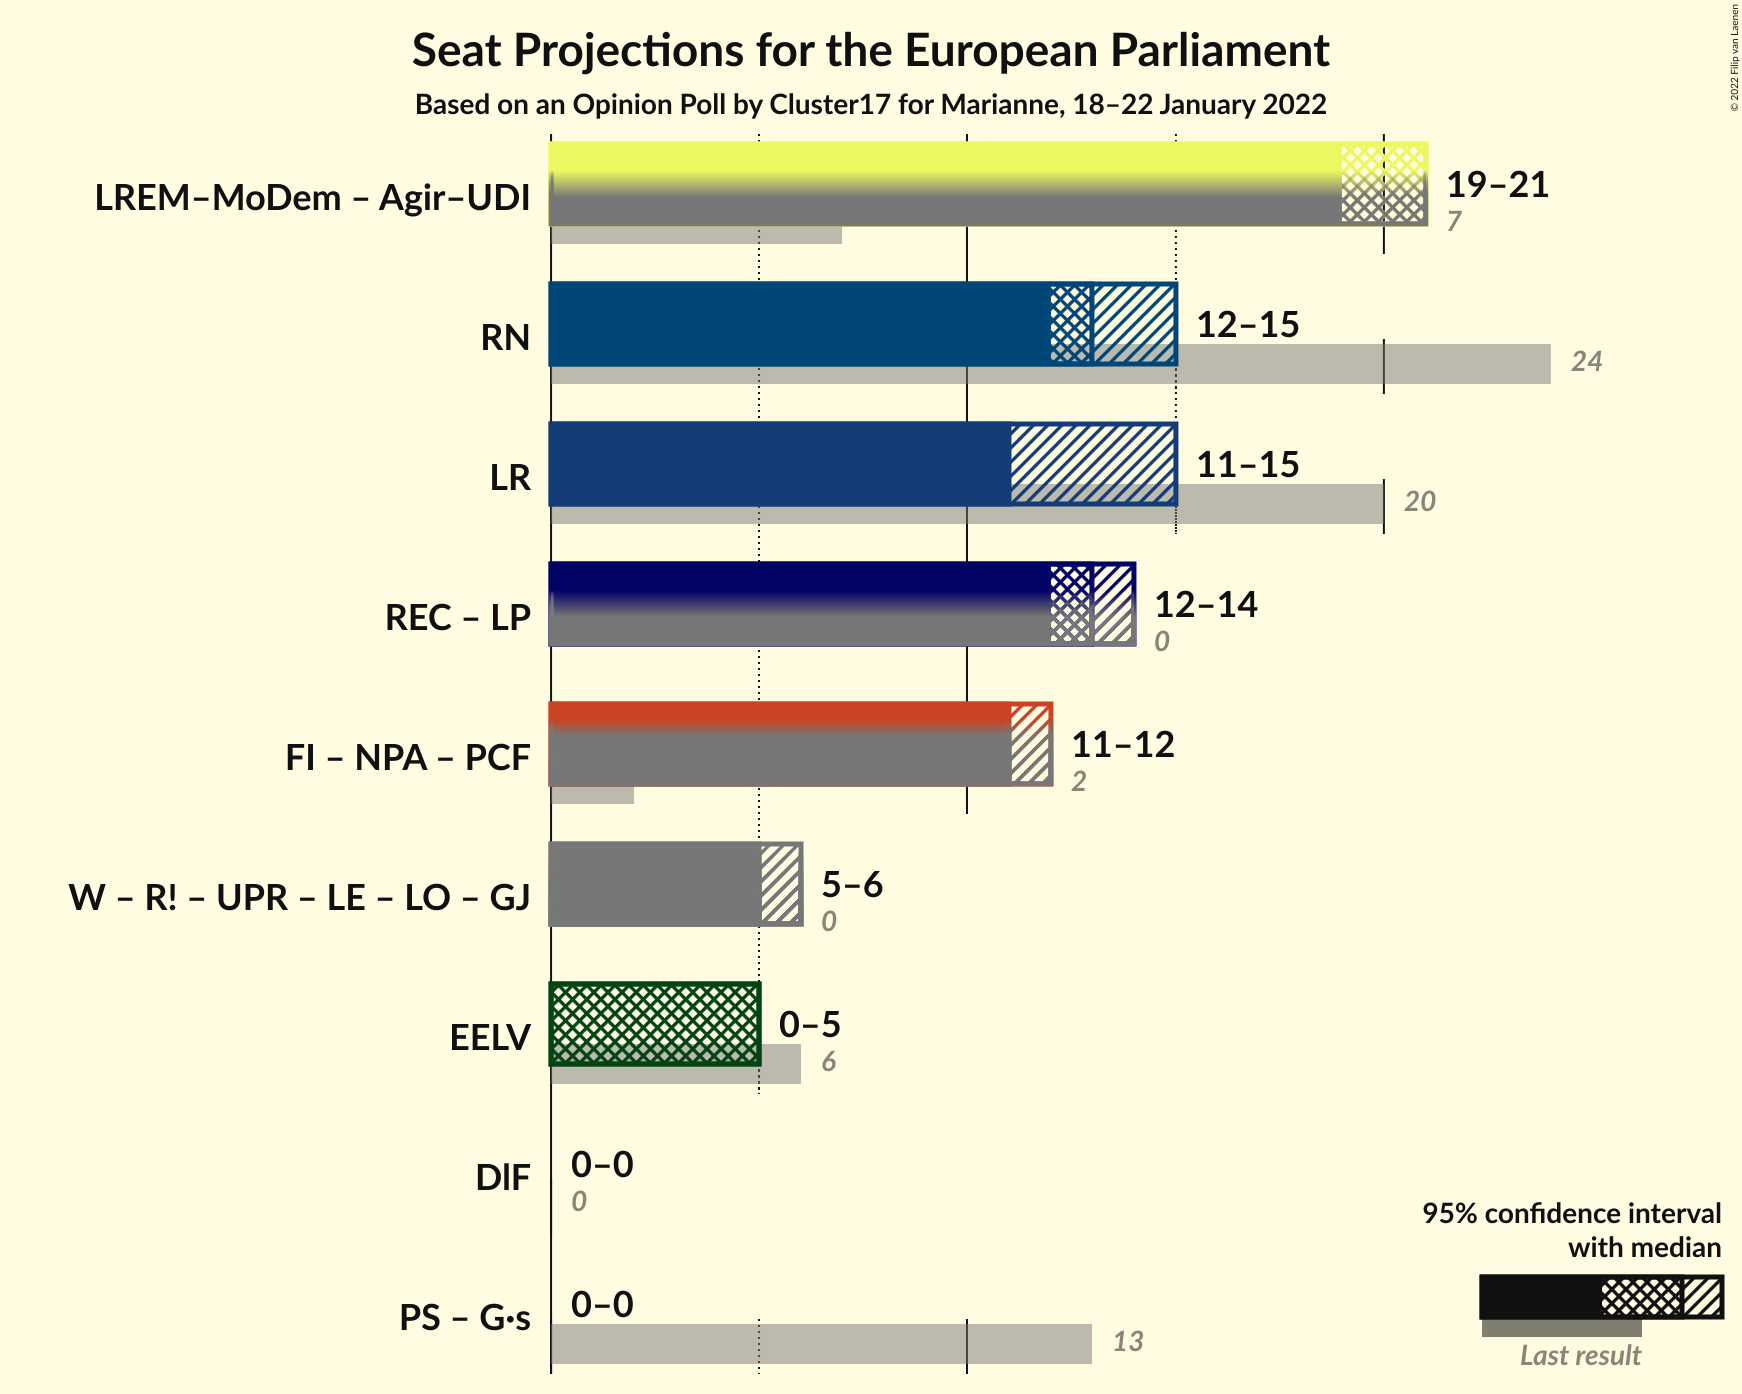 Seat Projections for the European Parliament
Based on an Opinion Poll by Cluster17 for Marianne, 18–22 January 2022
© 2022 Filip van Laenen
LREM–MoDem – Agir–UDI
19–21
7
RN
12–15
24
LR
11–15
20
REC – LP
12–14
0
FI – NPA – PCF
11–12
2
W – R! – UPR – LE – LO – GJ
5–6
0
EELV
0–5
6
DlF
0–0
0
PS – G·s
0–0
13
95% confidence interval
with median
Last result